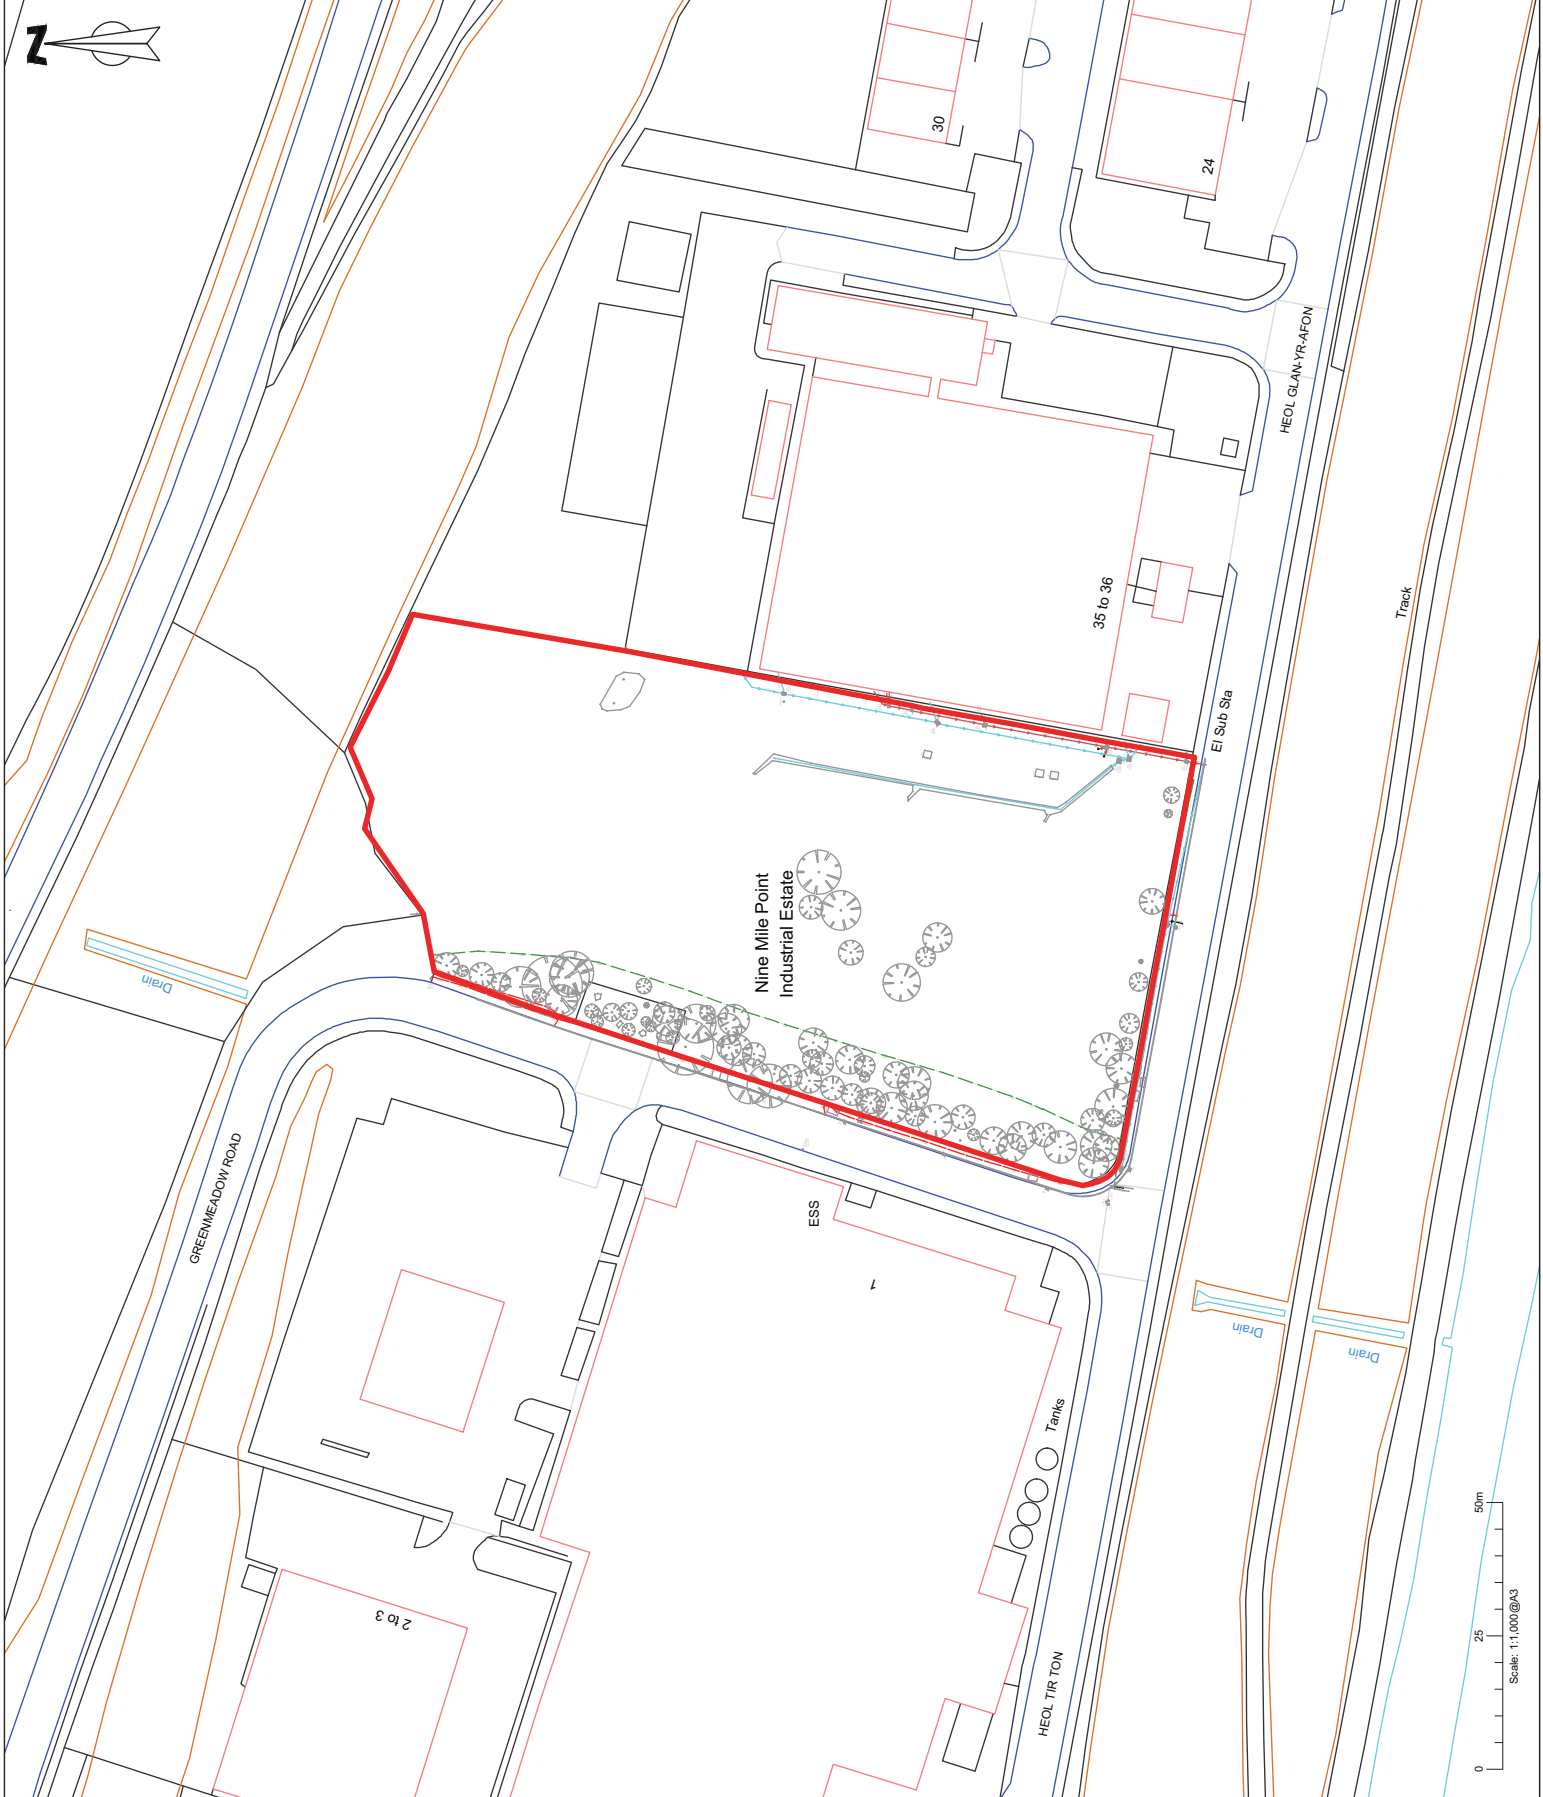 N
30
24
HEOL GLAN-YR-AFON
35 to 36
Track
El Sub Sta
Nine Mile Point
Industrial Estate
Drain
GREENMEADOW ROAD
ESS
1
Drain
Drain
Tanks
2 to 3
HEOL TIR TON
0
25
50m
Scale: 1:1,000@A3